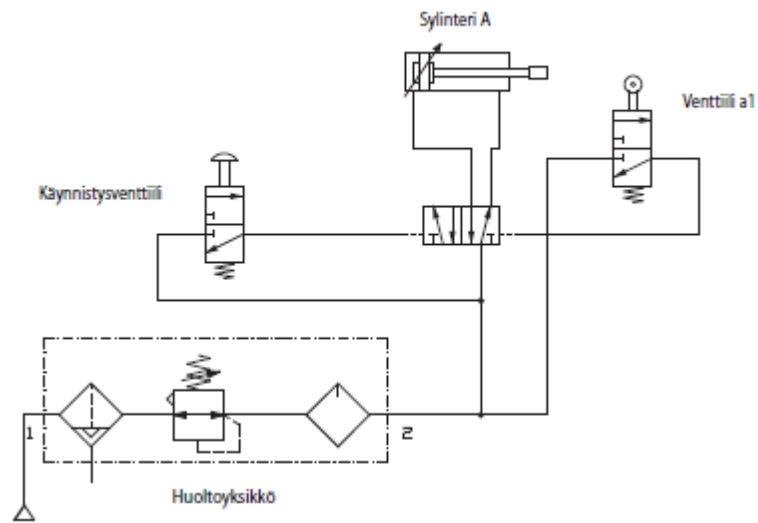 Sylinteri A
Venttiili a1
Käynnistysventtiili
1
2
Huoltoyksikkö